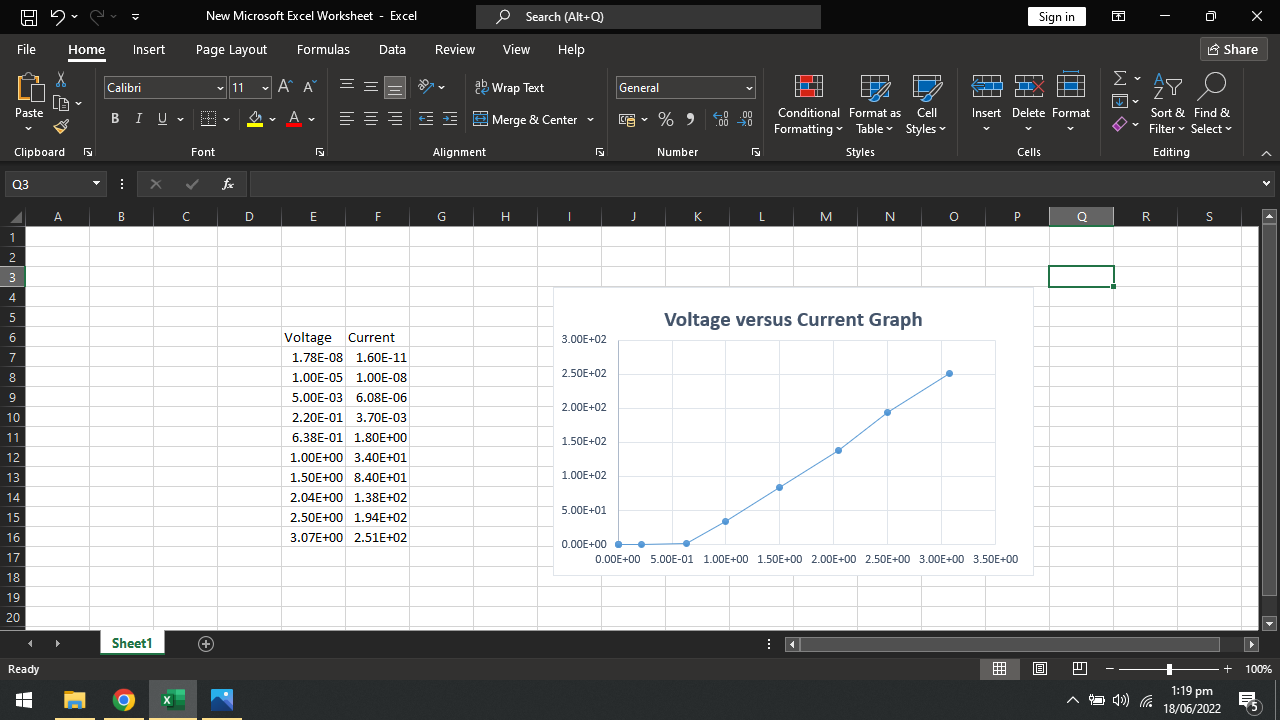 New Microsoft Excel Worksheet - Excel
Search (Alt+Q)
Sign in
File Home Insert Page Layout Formulas Data Review View Help
Share
Paste
Calibri 11
B I U
A A
A
ab Wrap Text
Merge & Center
General
% 9
Conditional Formatting
Format as Table
Cell Styles
Insert
Delete
Format
Sort & Filter
Find & Select
Clipboard Font Alignment Number Styles Cells Editing
Q3
fx
A B C D E F G H I J K L M N O P Q R S
1
2
3
4
5
6 Voltage Current
7 1.78E-08 1.60E-11
8 1.00E-05 1.00E-08
9 5.00E-03 6.08E-06
10 2.20E-01 3.70E-03
11 6.38E-01 1.80E+00
12 1.00E+00 3.40E+01
13 1.50E+00 8.40E+01
14 2.04E+00 1.38E+02
15 2.50E+00 1.94E+02
16 3.07E+00 2.51E+02
17
18
19
20
Voltage versus Current Graph
3.00E+02
2.50E+02
2.00E+02
1.50E+02
1.00E+02
5.00E+01
0.00E+00
0.00E+00 5.00E-01 1.00E+00 1.50E+00 2.00E+00 2.50E+00 3.00E+00 3.50E+00
Sheet1
Ready
100%
1:19 pm
18/06/2022
5